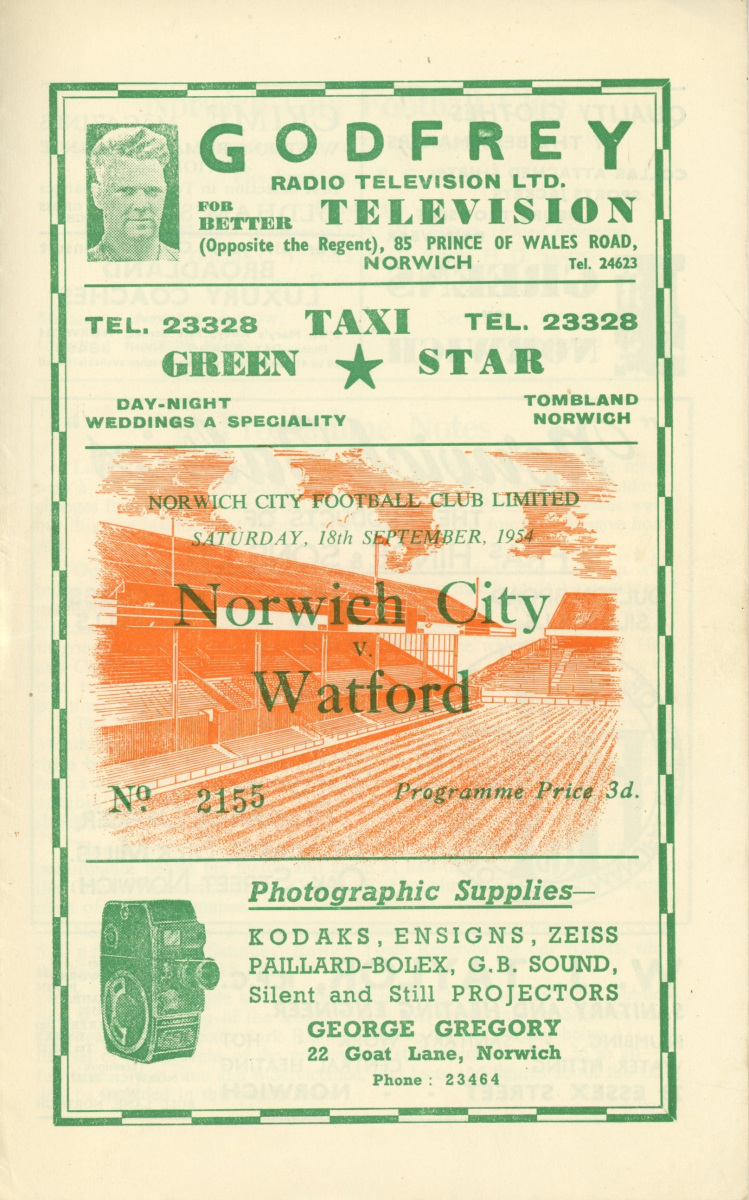 GODFREY
RADIO TELEVISION LTD.
FOR BETTER TELEVISION
(Opposite the Regent), 85 PRINCE OF WALES ROAD,
NORWICH Tel. 24623
TEL. 23328 TAXI TEL. 23328
GREEN ★ STAR
DAY-NIGHT TOMBLAND
WEDDINGS A SPECIALITY NORWICH
NORWICH CITY FOOTBALL CLUB LIMITED
SATURDAY, 18th SEPTEMBER, 1954
Norwich City
v.
Watford
No. 2155 Programme Price 3d.
Photographic Supplies—
KODAKS, ENSIGNS, ZEISS
PAILLARD-BOLEX, G.B. SOUND,
Silent and Still PROJECTORS
GEORGE GREGORY
22 Goat Lane, Norwich
Phone : 23464